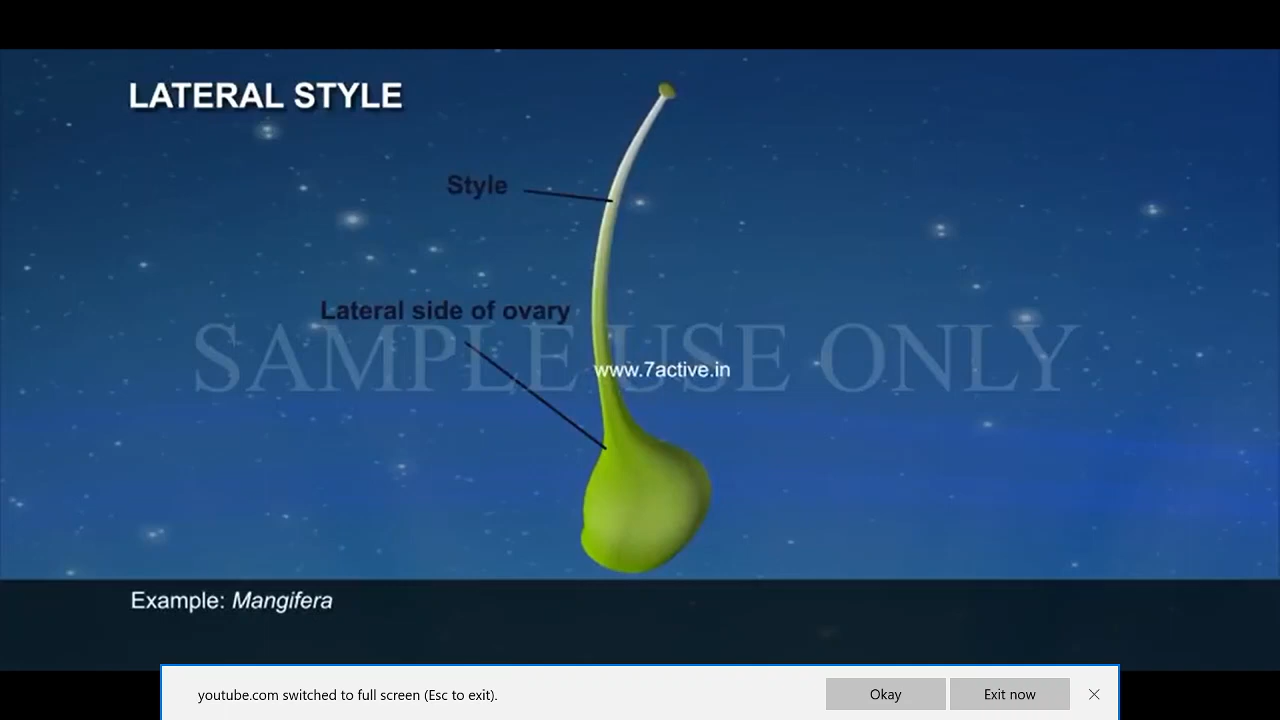 LATERAL STYLE
Style
Lateral side of ovary
SAMPLE USE ONLY
www.7active.in
Example: Mangifera
youtube.com switched to full screen (Esc to exit).
Okay
Exit now